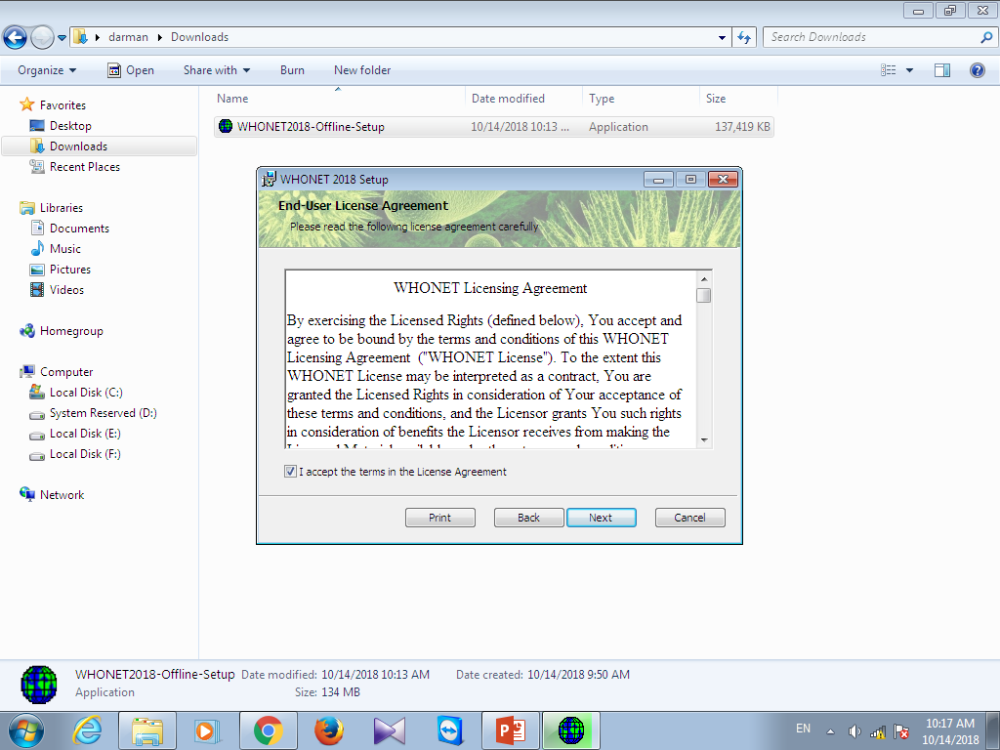 darman
Downloads
Search Downloads
Organize
Open
Share with
Burn
New folder
Name
Date modified
Type
Size
WHONET2018-Offline-Setup
10/14/2018 10:13 ...
Application
137,419 KB
Favorites
Desktop
Downloads
Recent Places
Libraries
Documents
Music
Pictures
Videos
Homegroup
Computer
Local Disk (C:)
System Reserved (D:)
Local Disk (E:)
Local Disk (F:)
Network
WHONET 2018 Setup
End-User License Agreement
Please read the following license agreement carefully
WHONET Licensing Agreement
By exercising the Licensed Rights (defined below), You accept and
agree to be bound by the terms and conditions of this WHONET
Licensing Agreement ("WHONET License"). To the extent this
WHONET License may be interpreted as a contract, You are
granted the Licensed Rights in consideration of Your acceptance of
these terms and conditions, and the Licensor grants You such rights
in consideration of benefits the Licensor receives from making the
I accept the terms in the License Agreement
Print
Back
Next
Cancel
WHONET2018-Offline-Setup
Date modified: 10/14/2018 10:13 AM
Date created: 10/14/2018 9:50 AM
Application
Size: 134 MB
EN
10:17 AM
10/14/2018